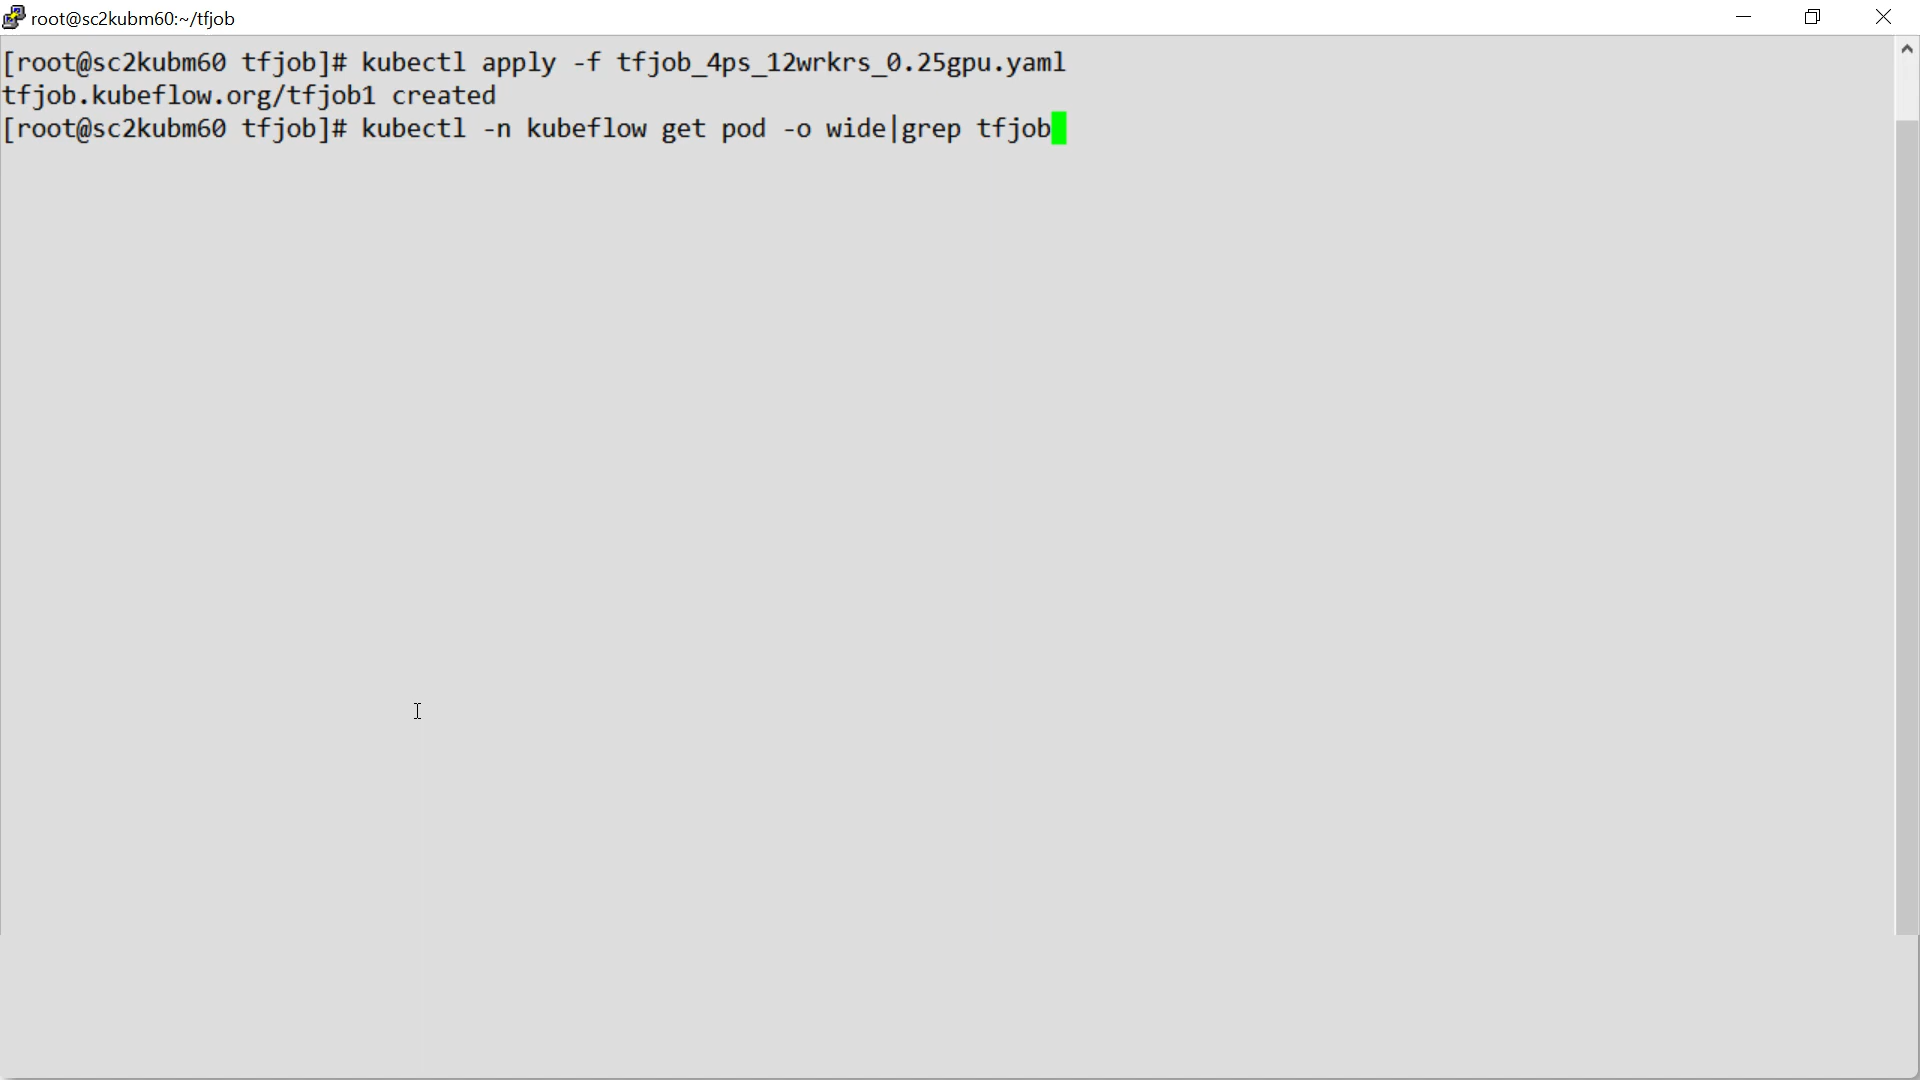 root@sc2kubm60:~/tfjob
[root@sc2kubm60 tfjob]# kubectl apply -f tfjob_4ps_12wrkrs_0.25gpu.yaml
tfjob.kubeflow.org/tfjob1 created
[root@sc2kubm60 tfjob]# kubectl -n kubeflow get pod -o wide|grep tfjob